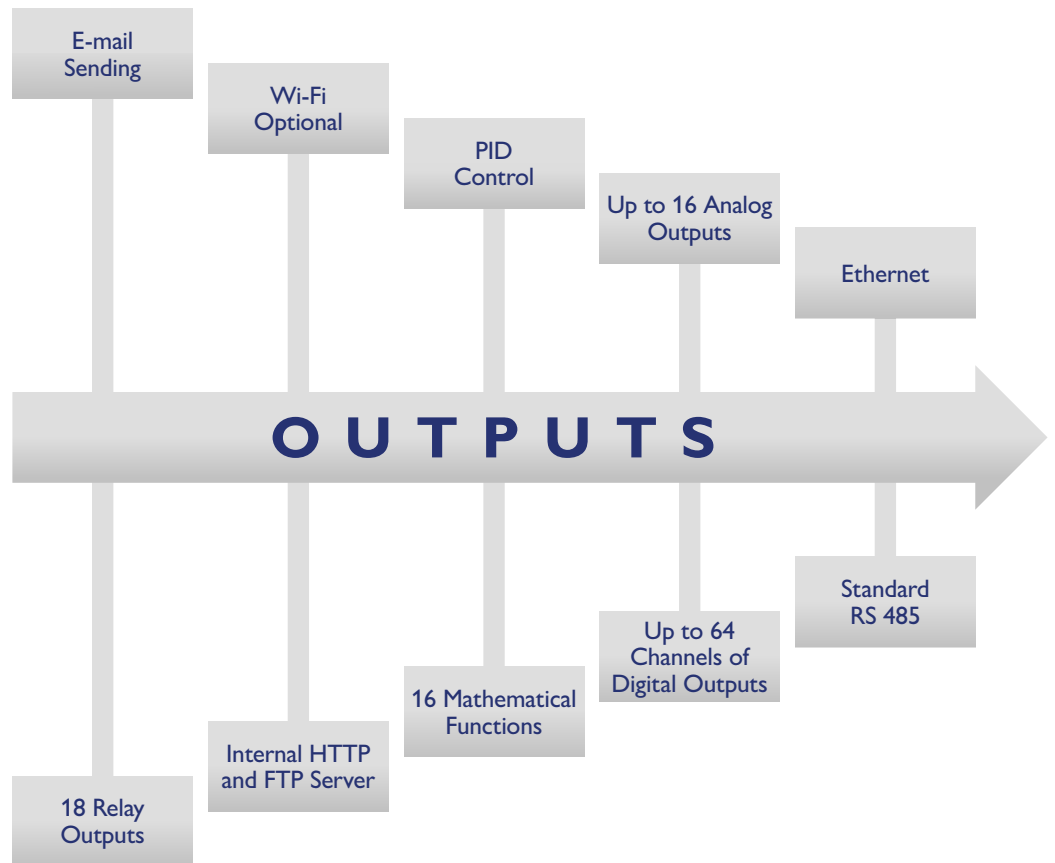 E-mail
Sending
Wi-Fi
Optional
PID
Control
Up to 16 Analog
Outputs
Ethernet
OUTPUTS
Standard
RS 485
Up to 64
Channels of
Digital Outputs
16 Mathematical
Functions
Internal HTTP
and FTP Server
18 Relay
Outputs